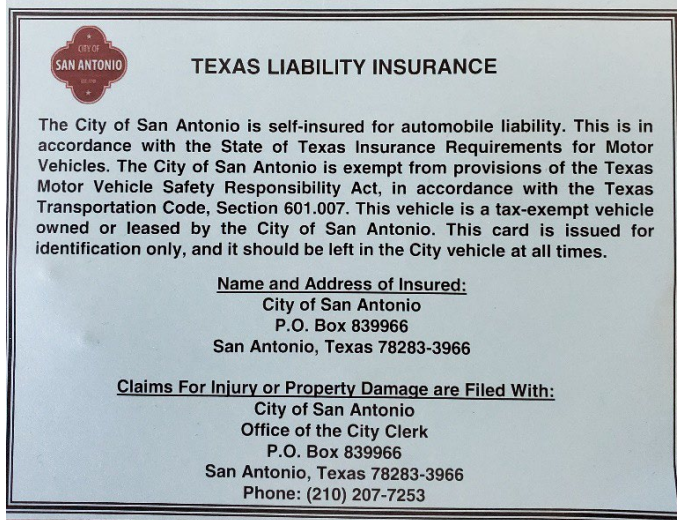 CITY OF
SAN ANTONIO
TEXAS LIABILITY INSURANCE
The City of San Antonio is self-insured for automobile liability. This is in
accordance with the State of Texas Insurance Requirements for Motor
Vehicles. The City of San Antonio is exempt from provisions of the Texas
Motor Vehicle Safety Responsibility Act, in accordance with the Texas
Transportation Code, Section 601.007. This vehicle is a tax-exempt vehicle
owned or leased by the City of San Antonio. This card is issued for
identification only, and it should be left in the City vehicle at all times.
Name and Address of Insured:
City of San Antonio
P.O. Box 839966
San Antonio, Texas 78283-3966
Claims For Injury or Property Damage are Filed With:
City of San Antonio
Office of the City Clerk
P.O. Box 839966
San Antonio, Texas 78283-3966
Phone: (210) 207-7253